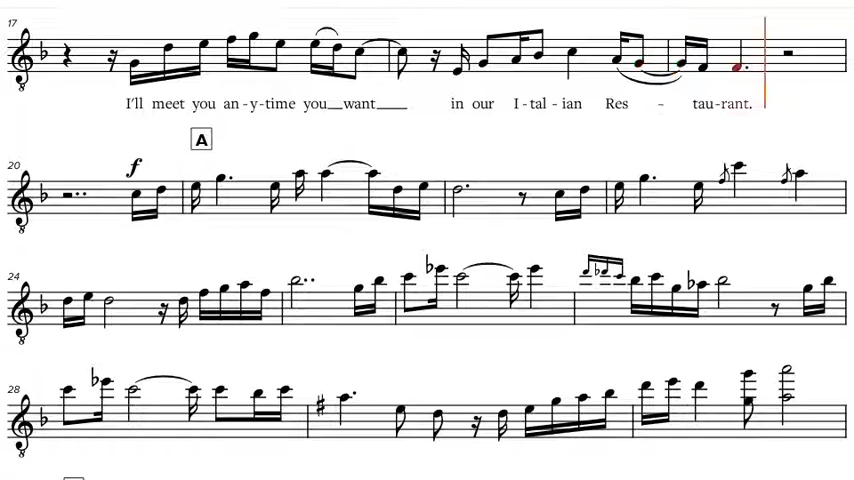 17
I'll meet you an-y-time you want in our I-tal-ian Res - tau-rant.
A
20
f
24
28